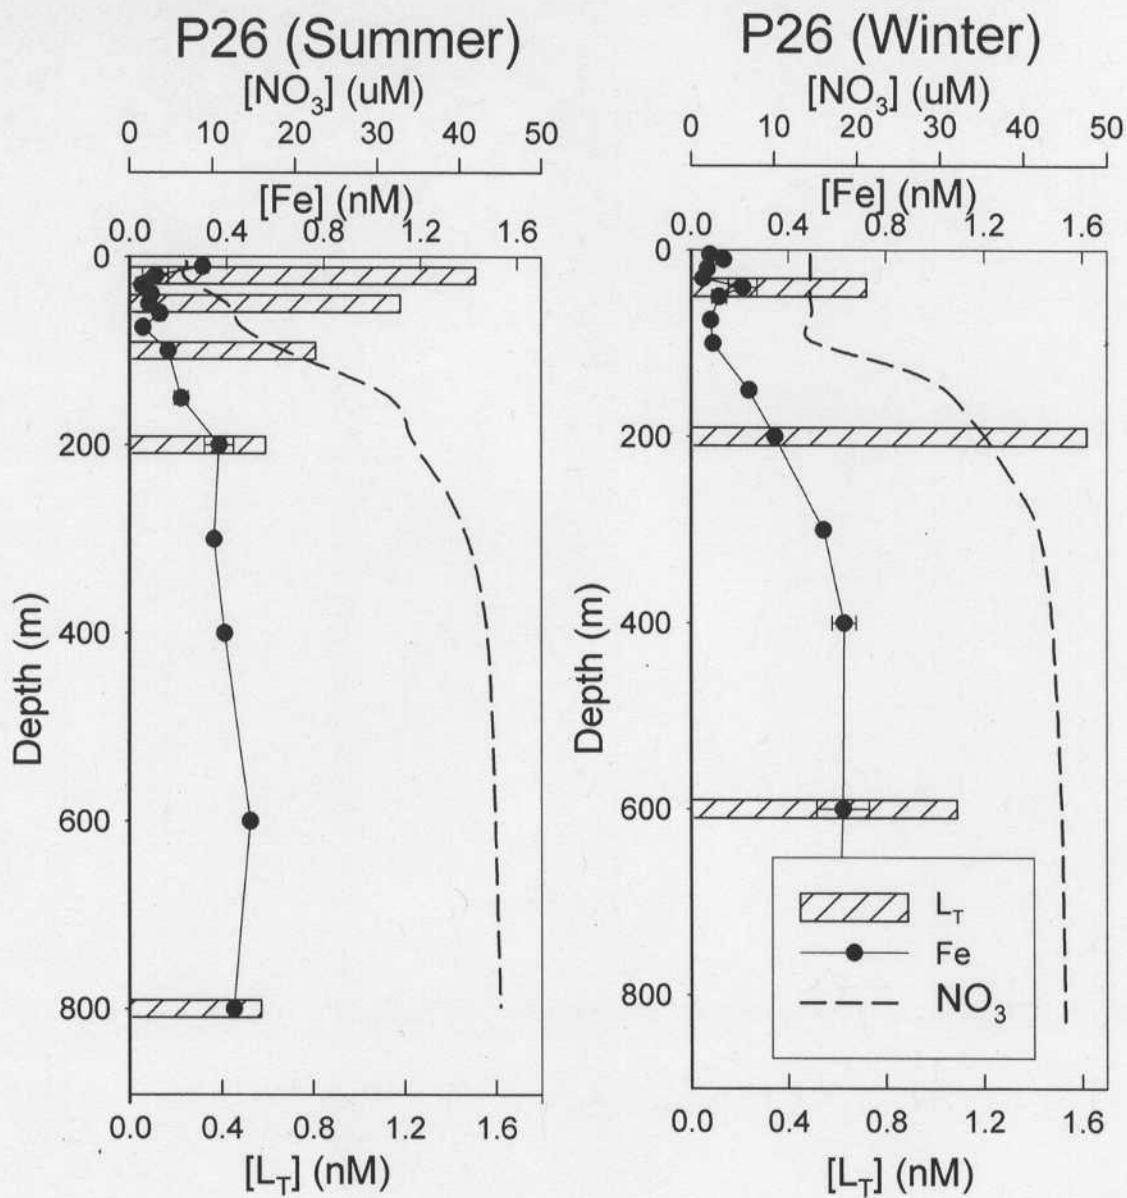 P26 (Summer)
[NO₃] (uM)
0 10 20 30 40 50
[Fe] (nM)
0.0 0.4 0.8 1.2 1.6
0
200
400
600
800
Depth (m)
0.0 0.4 0.8 1.2 1.6
[L_T] (nM)
P26 (Winter)
[NO₃] (uM)
0 10 20 30 40 50
[Fe] (nM)
0.0 0.4 0.8 1.2 1.6
0
200
400
600
800
Depth (m)
L_T
Fe
NO₃
0.0 0.4 0.8 1.2 1.6
[L_T] (nM)